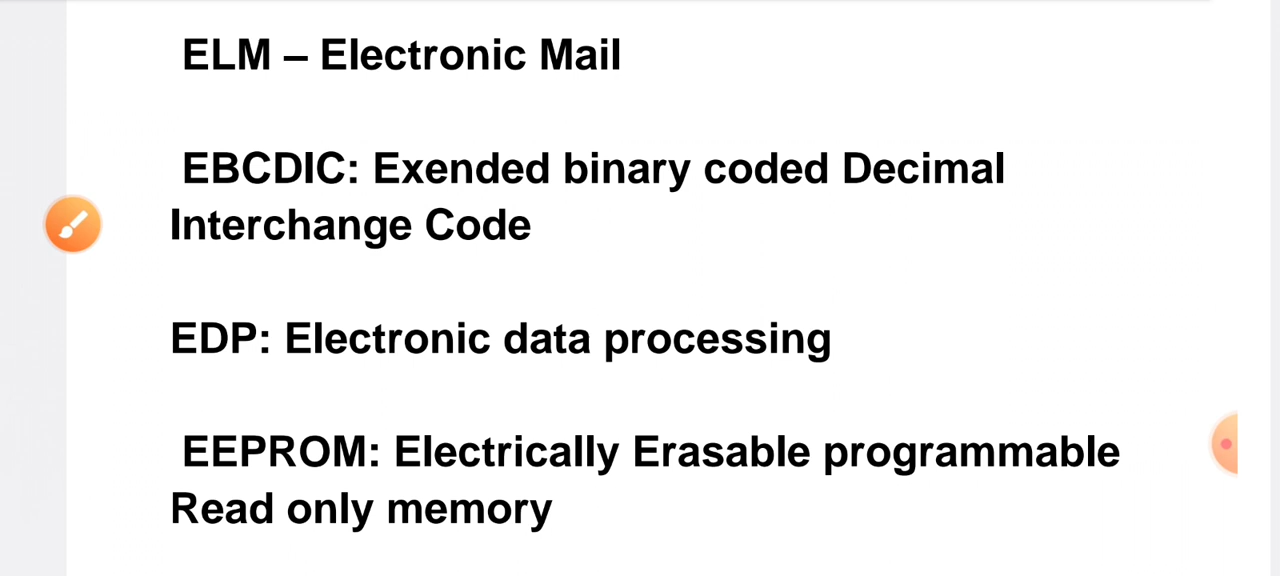 ELM – Electronic Mail
EBCDIC: Exended binary coded Decimal
Interchange Code
EDP: Electronic data processing
EEPROM: Electrically Erasable programmable
Read only memory